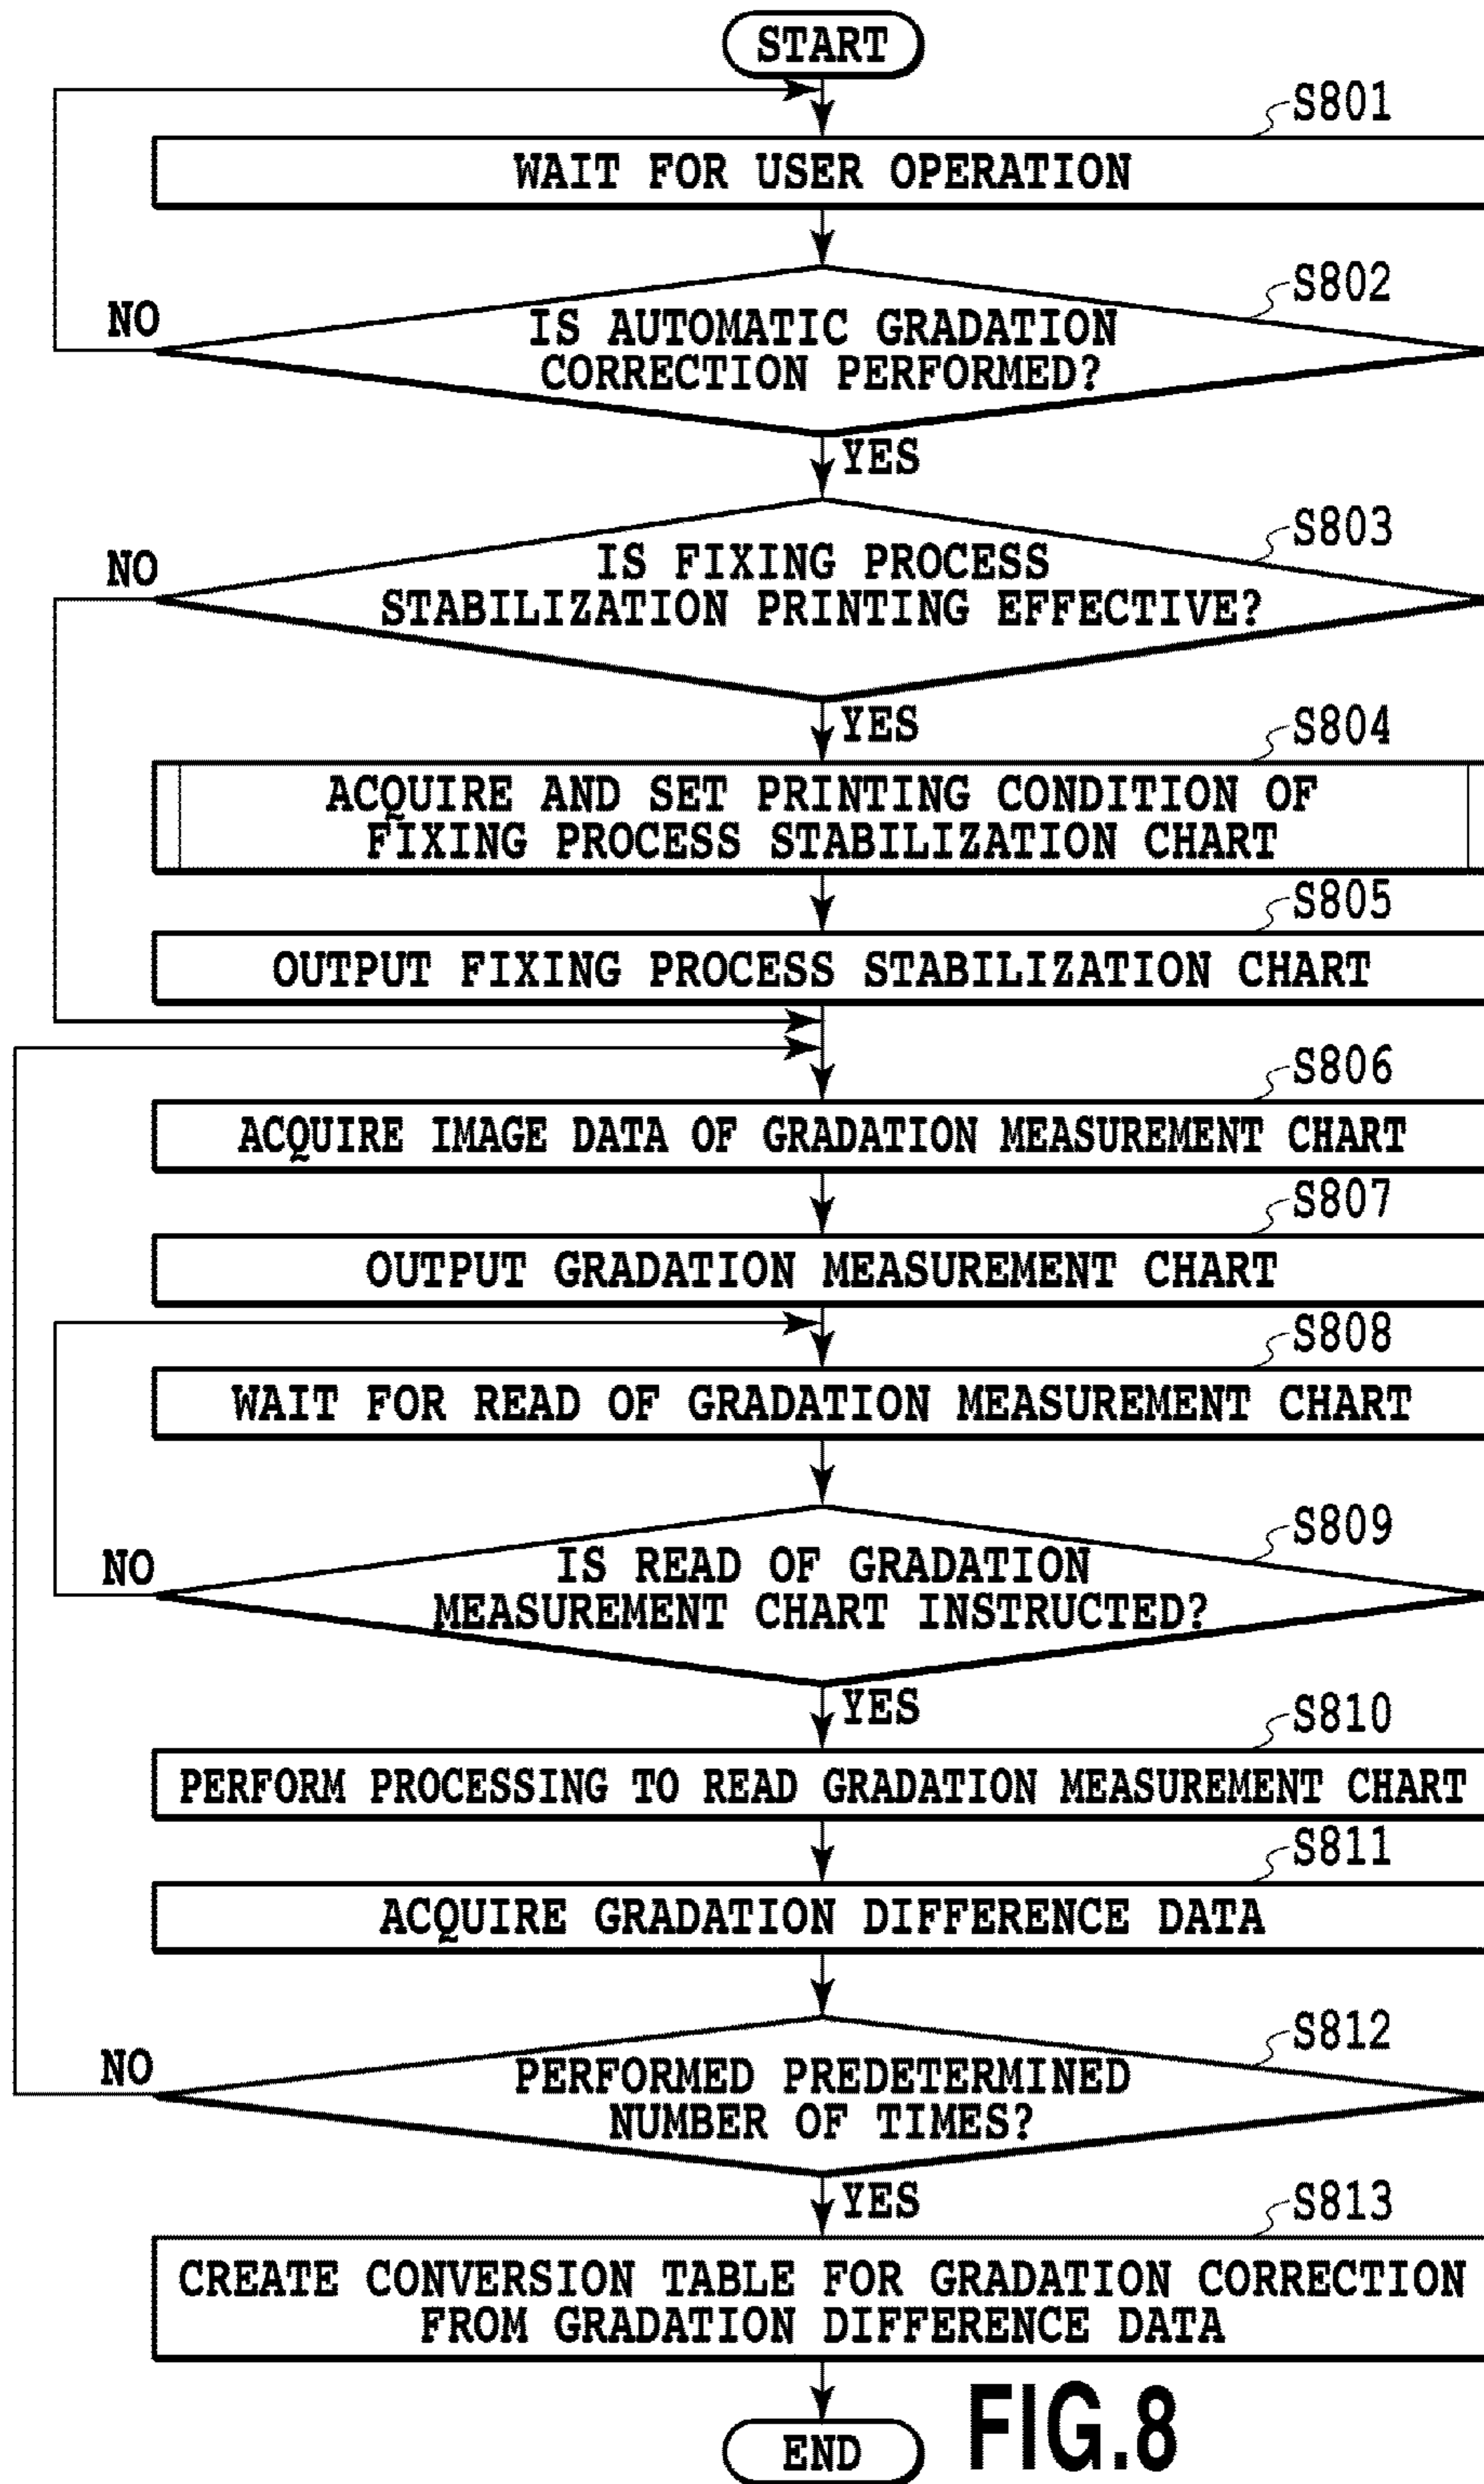 START
S801
WAIT FOR USER OPERATION
S802
NO
IS AUTOMATIC GRADATION
CORRECTION PERFORMED?
YES
S803
NO
IS FIXING PROCESS
STABILIZATION PRINTING EFFECTIVE?
YES
S804
ACQUIRE AND SET PRINTING CONDITION OF
FIXING PROCESS STABILIZATION CHART
S805
OUTPUT FIXING PROCESS STABILIZATION CHART
S806
ACQUIRE IMAGE DATA OF GRADATION MEASUREMENT CHART
S807
OUTPUT GRADATION MEASUREMENT CHART
S808
WAIT FOR READ OF GRADATION MEASUREMENT CHART
S809
NO
IS READ OF GRADATION
MEASUREMENT CHART INSTRUCTED?
YES
S810
PERFORM PROCESSING TO READ GRADATION MEASUREMENT CHART
S811
ACQUIRE GRADATION DIFFERENCE DATA
S812
NO
PERFORMED PREDETERMINED
NUMBER OF TIMES?
YES
S813
CREATE CONVERSION TABLE FOR GRADATION CORRECTION
FROM GRADATION DIFFERENCE DATA
END
FIG.8